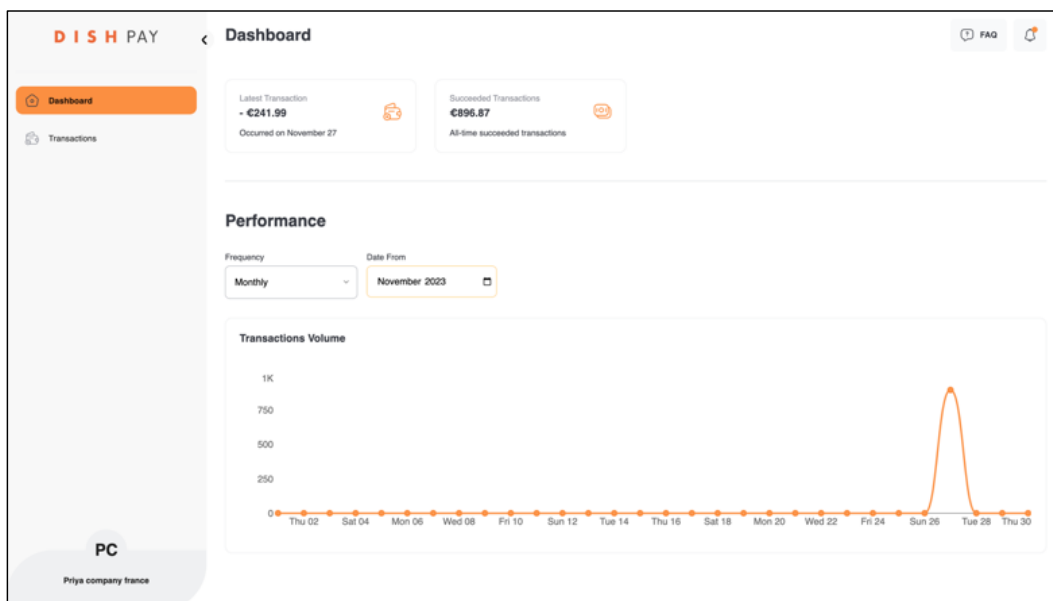 DISH PAY
Dashboard
FAQ
Dashboard
Transactions
Latest Transaction
- €241.99
Occurred on November 27
Succeeded Transactions
€896.87
All-time succeeded transactions
Performance
Frequency
Date From
Monthly
November 2023
Transactions Volume
1K
750
500
250
0
Thu 02 Sat 04 Mon 06 Wed 08 Fri 10 Sun 12 Tue 14 Thu 16 Sat 18 Mon 20 Wed 22 Fri 24 Sun 26 Tue 28 Thu 30
PC
Priya company france